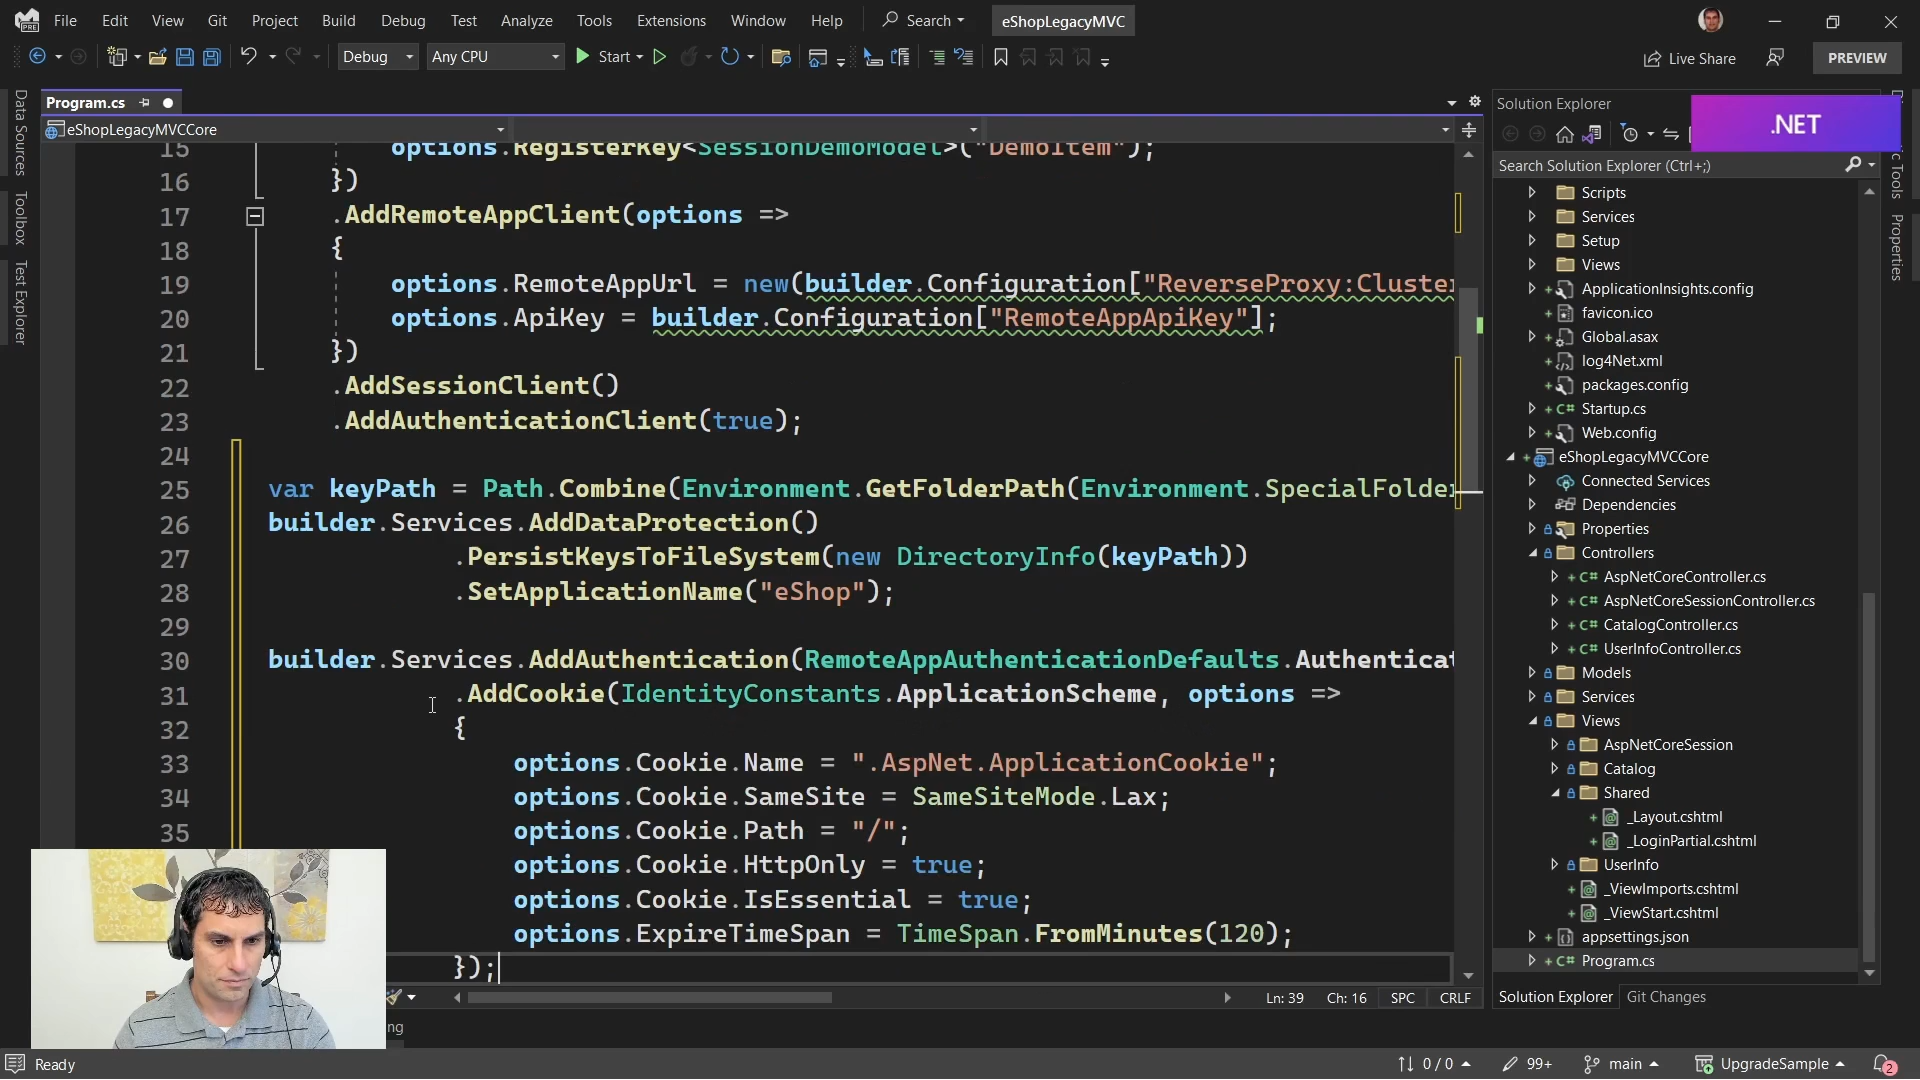 File Edit View Git Project Build Debug Test Analyze Tools Extensions Window Help Search eShopLegacyMVC
Debug Any CPU Start Live Share PREVIEW
Program.cs
eShopLegacyMVCCore
Data Sources
Toolbox
Test Explorer
15 options.RegisterKey<SessionDemoModel>("DemoItem");
16 })
17 .AddRemoteAppClient(options =>
18 {
19 options.RemoteAppUrl = new(builder.Configuration["ReverseProxy:Cluster
20 options.ApiKey = builder.Configuration["RemoteAppApiKey"];
21 })
22 .AddSessionClient()
23 .AddAuthenticationClient(true);
24
25 var keyPath = Path.Combine(Environment.GetFolderPath(Environment.SpecialFolder
26 builder.Services.AddDataProtection()
27 .PersistKeysToFileSystem(new DirectoryInfo(keyPath))
28 .SetApplicationName("eShop");
29
30 builder.Services.AddAuthentication(RemoteAppAuthenticationDefaults.Authenticat
31 .AddCookie(IdentityConstants.ApplicationScheme, options =>
32 {
33 options.Cookie.Name = ".AspNet.ApplicationCookie";
34 options.Cookie.SameSite = SameSiteMode.Lax;
35 options.Cookie.Path = "/";
options.Cookie.HttpOnly = true;
options.Cookie.IsEssential = true;
options.ExpireTimeSpan = TimeSpan.FromMinutes(120);
});
Ln: 39 Ch: 16 SPC CRLF
Solution Explorer
.NET
Search Solution Explorer (Ctrl+;)
Scripts
Services
Setup
Views
ApplicationInsights.config
favicon.ico
Global.asax
log4Net.xml
packages.config
C# Startup.cs
Web.config
eShopLegacyMVCCore
Connected Services
Dependencies
Properties
Controllers
C# AspNetCoreController.cs
C# AspNetCoreSessionController.cs
C# CatalogController.cs
C# UserInfoController.cs
Models
Services
Views
AspNetCoreSession
Catalog
Shared
_Layout.cshtml
_LoginPartial.cshtml
UserInfo
_ViewImports.cshtml
_ViewStart.cshtml
appsettings.json
C# Program.cs
Solution Explorer Git Changes
Tools
Properties
Ready 0 / 0 99+ main UpgradeSample 2